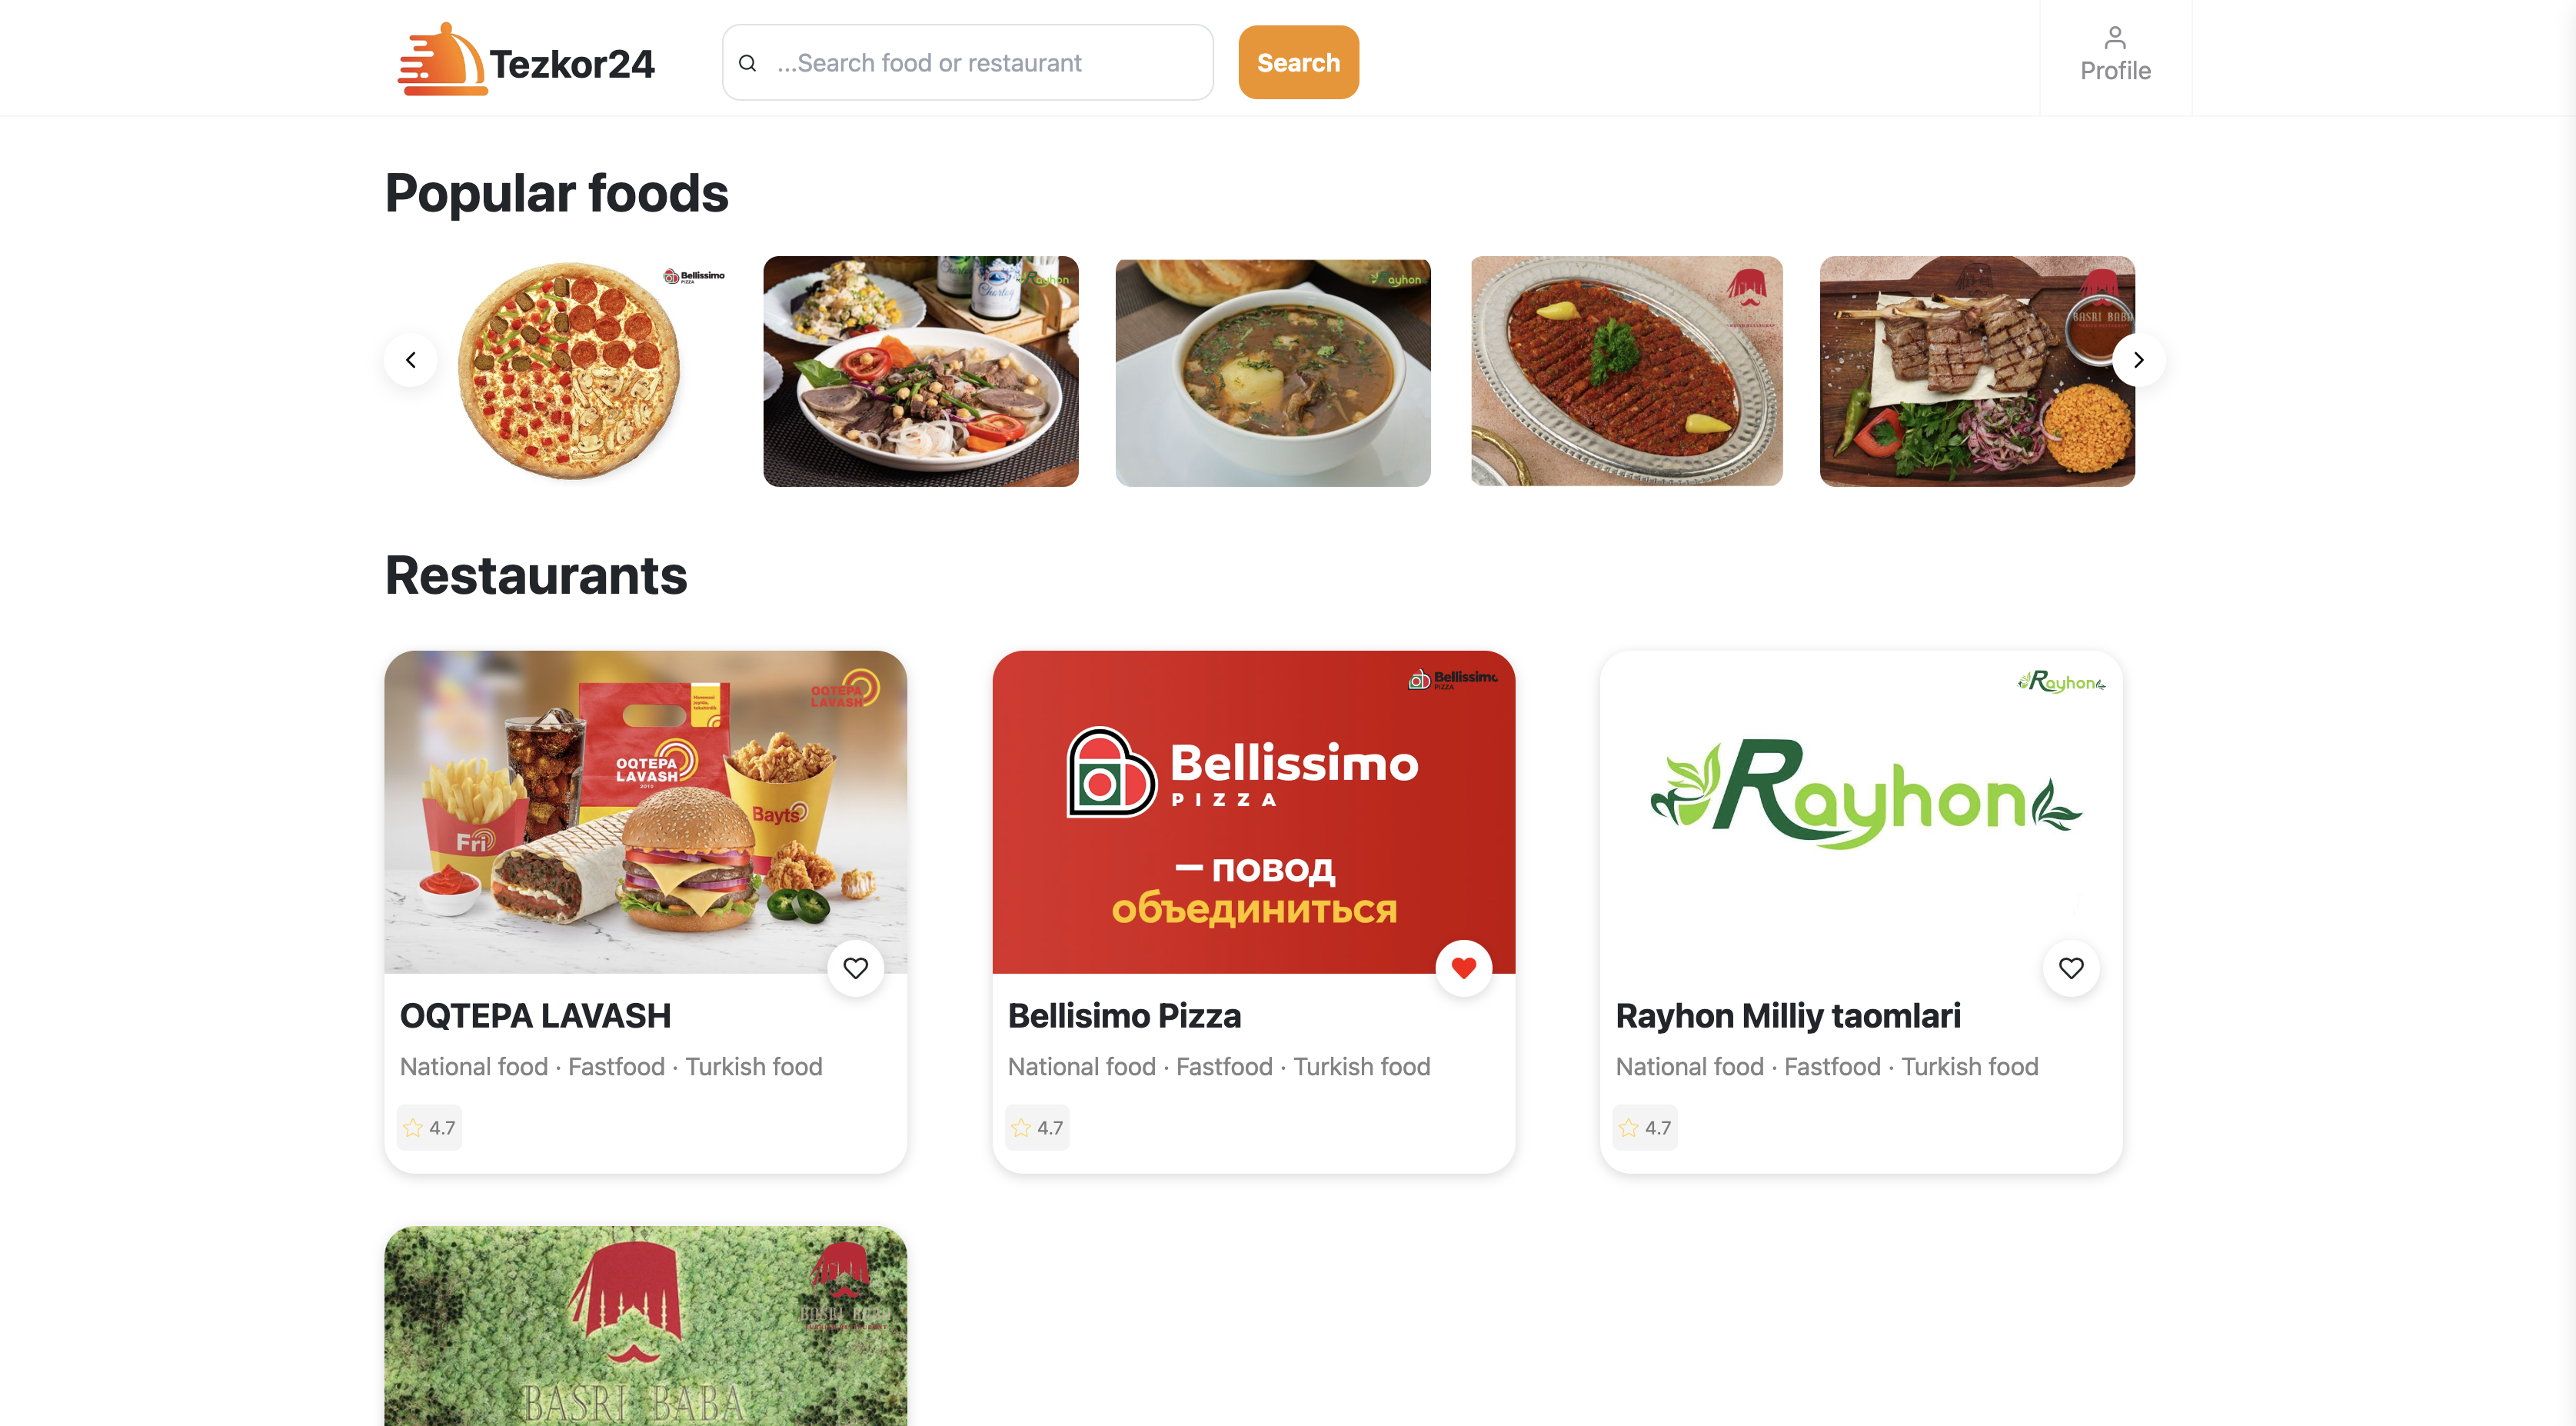 Tezkor24
...Search food or restaurant
Search
Profile
Popular foods
Bellissimo
PIZZA
Rayhon
Rayhon
BASRI BABA
Restaurants
OQTEPA
LAVASH
OQTEPA
LAVASH
2010
Fri
Bayts
OQTEPA LAVASH
National food · Fastfood · Turkish food
4.7
Bellissimo
PIZZA
Bellissimo
PIZZA
— повод
объединиться
Bellisimo Pizza
National food · Fastfood · Turkish food
4.7
Rayhon
Rayhon
Rayhon Milliy taomlari
National food · Fastfood · Turkish food
4.7
BASRI BABA
BASRI BABA